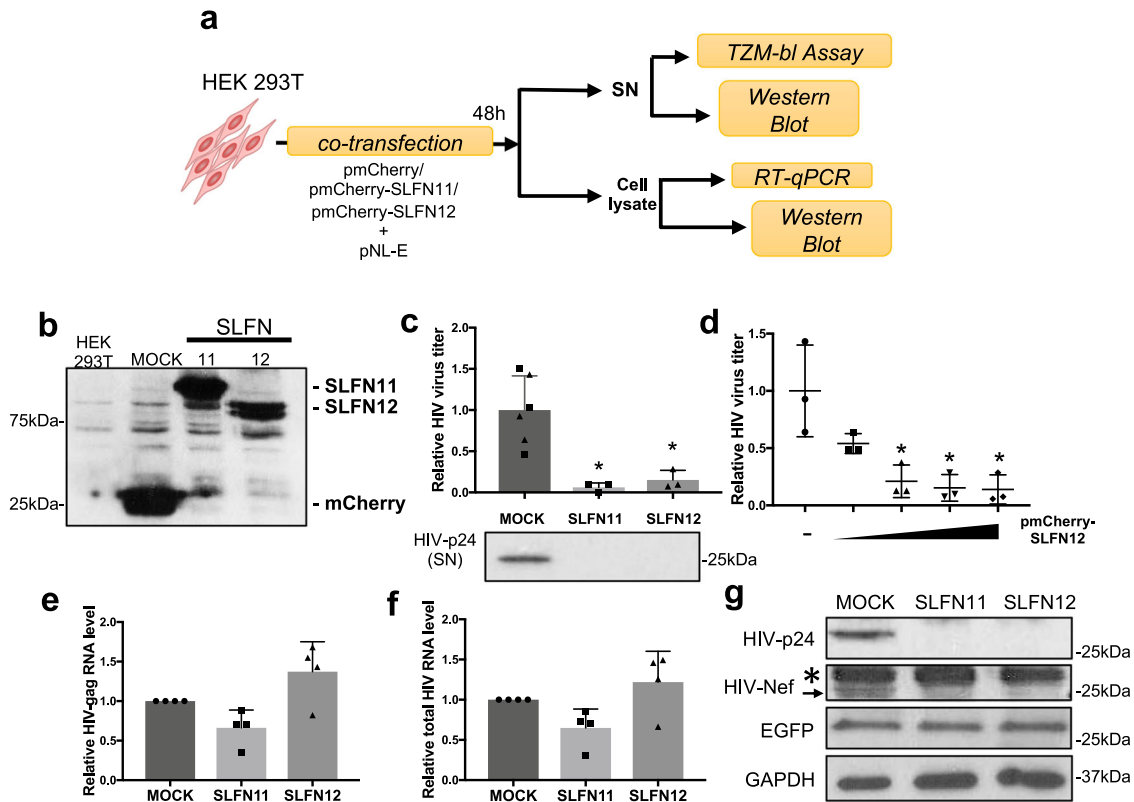 a
HEK 293T
co-transfection
pmCherry/
pmCherry-SLFN11/
pmCherry-SLFN12
+
pNL-E
48h
SN
TZM-bl Assay
Western
Blot
Cell
lysate
RT-qPCR
Western
Blot
b
SLFN
HEK
293T
MOCK
11
12
75kDa-
25kDa-
- SLFN11
- SLFN12
- mCherry
c
Relative HIV virus titer
2.0
1.5
1.0
0.5
0.0
*
*
MOCK
SLFN11
SLFN12
HIV-p24
(SN)
-25kDa
d
Relative HIV virus titer
1.5
1.0
0.5
0.0
*
*
*
-
pmCherry-
SLFN12
e
Relative HIV-gag RNA level
2.0
1.5
1.0
0.5
0.0
MOCK
SLFN11
SLFN12
f
Relative total HIV RNA level
2.0
1.5
1.0
0.5
0.0
MOCK
SLFN11
SLFN12
g
MOCK
SLFN11
SLFN12
HIV-p24
-25kDa
*
HIV-Nef
-25kDa
EGFP
-25kDa
GAPDH
-37kDa